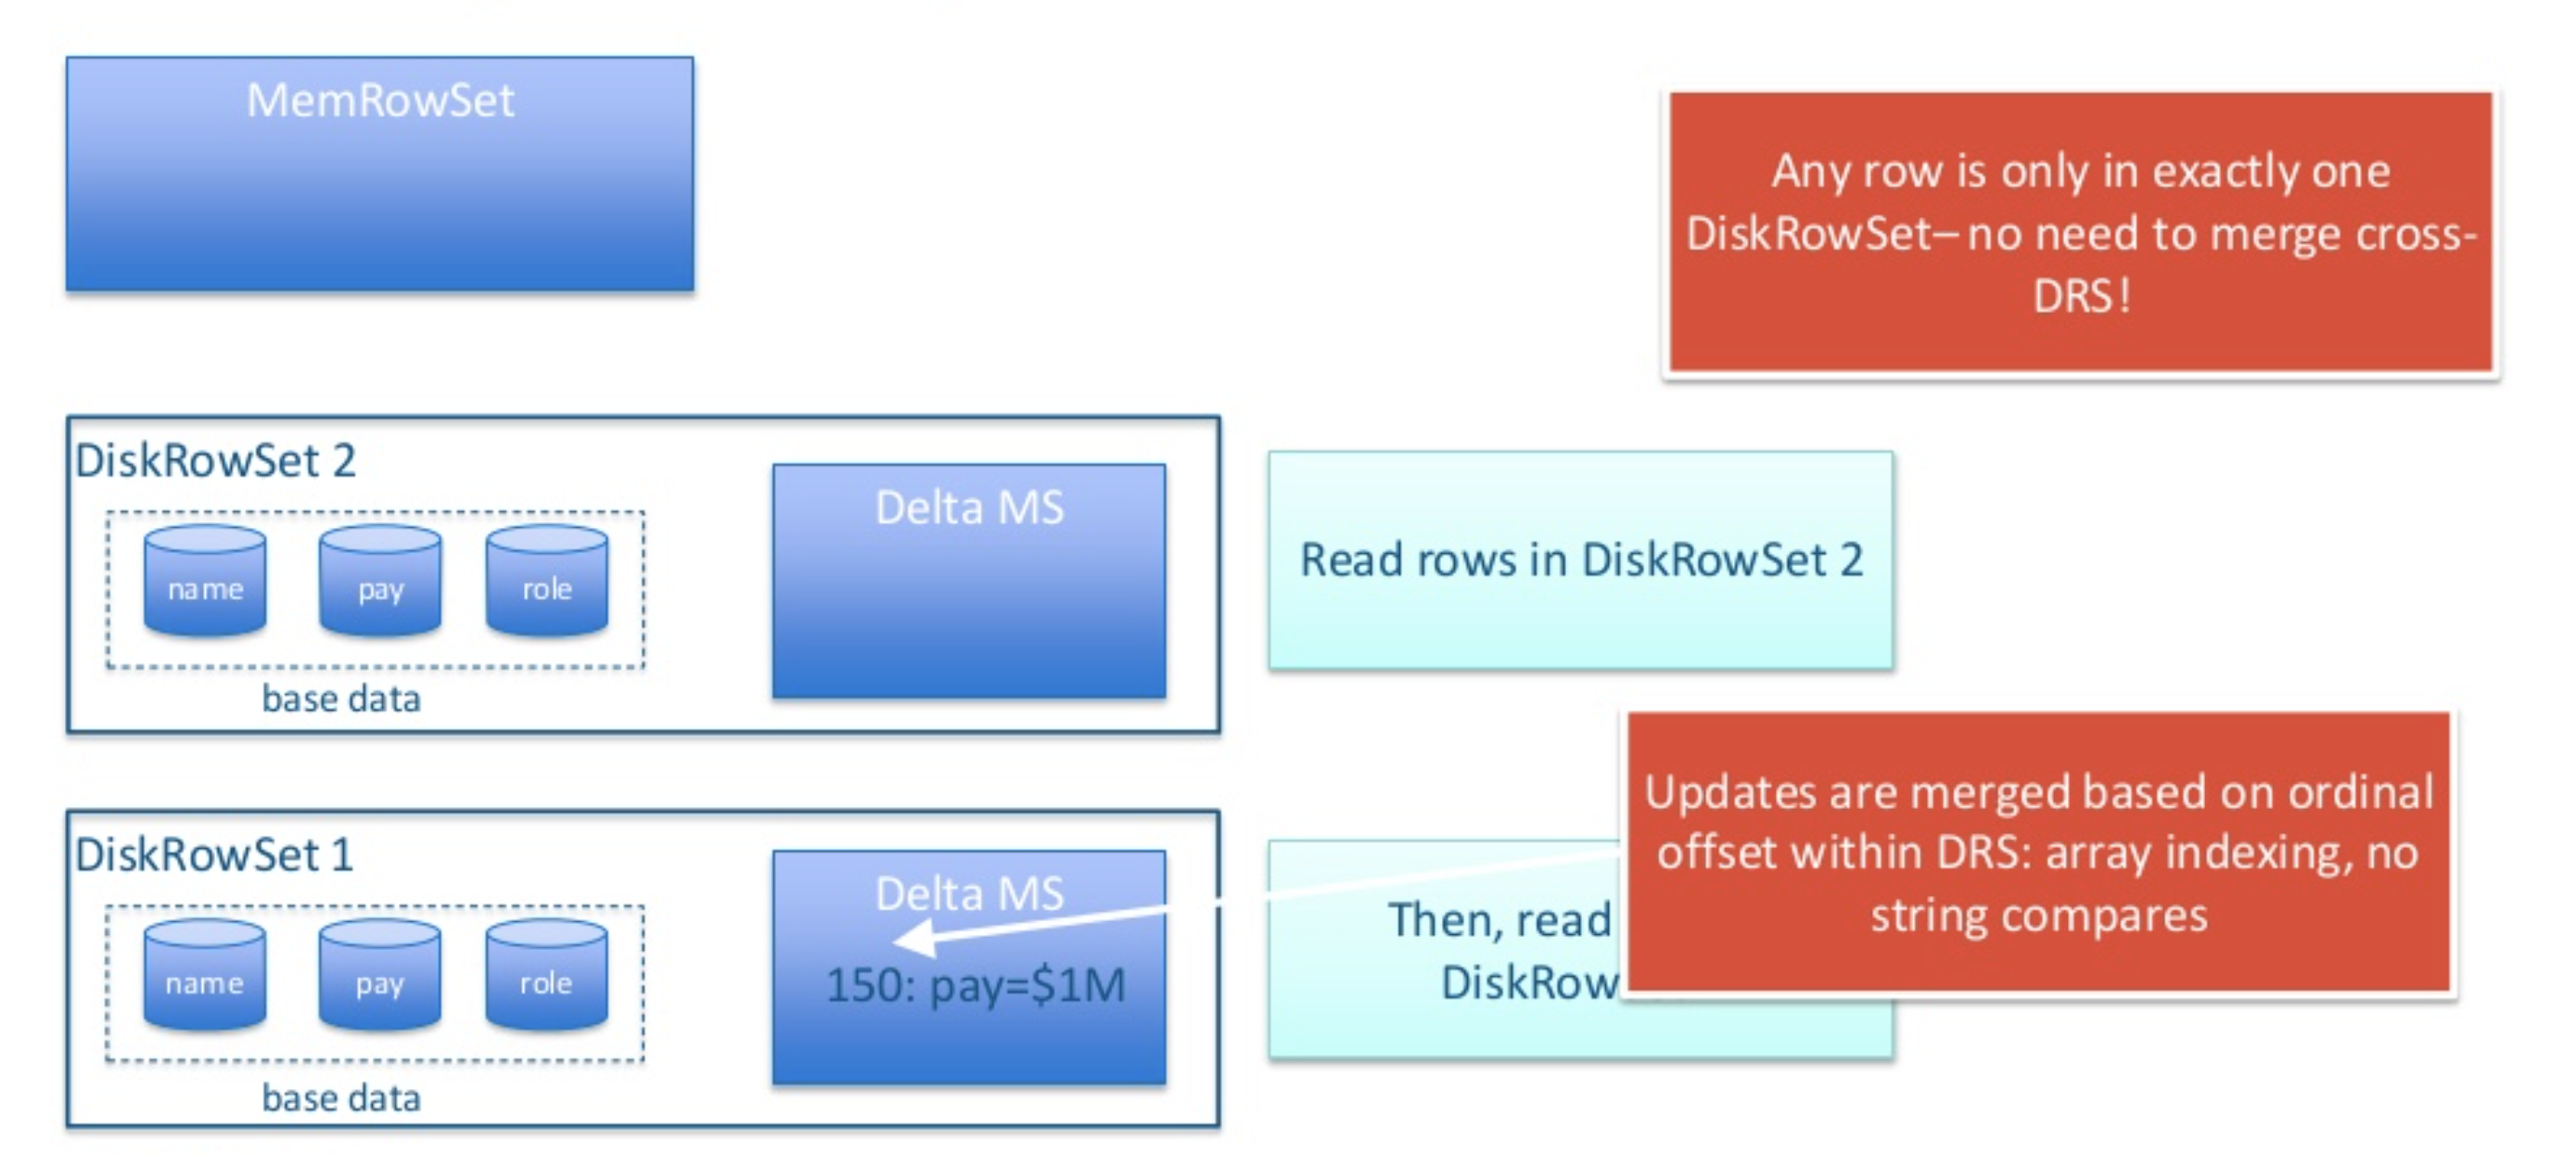 MemRowSet
Any row is only in exactly one
DiskRowSet– no need to merge cross-
DRS!
DiskRowSet 2
name
pay
role
base data
Delta MS
Read rows in DiskRowSet 2
DiskRowSet 1
name
pay
role
base data
Delta MS
150: pay=$1M
Then, read
DiskRow
Updates are merged based on ordinal
offset within DRS: array indexing, no
string compares